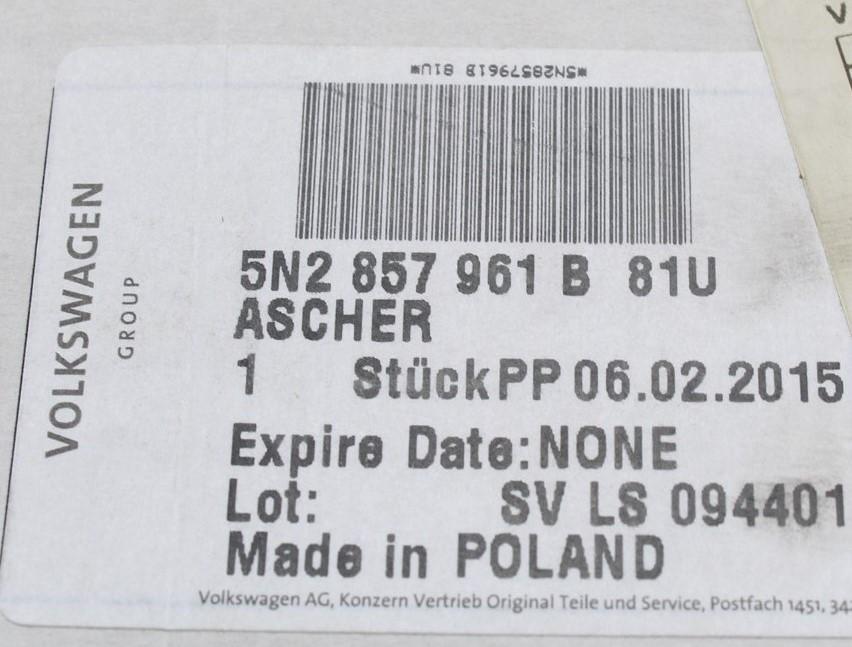 *5N2857961B 81U*
5N2 857 961 B 81U
ASCHER
1 Stück PP 06.02.2015
Expire Date: NONE
Lot: SV LS 094401
Made in POLAND
Volkswagen AG, Konzern Vertrieb Original Teile und Service, Postfach 1451,
VOLKSWAGEN
GROUP